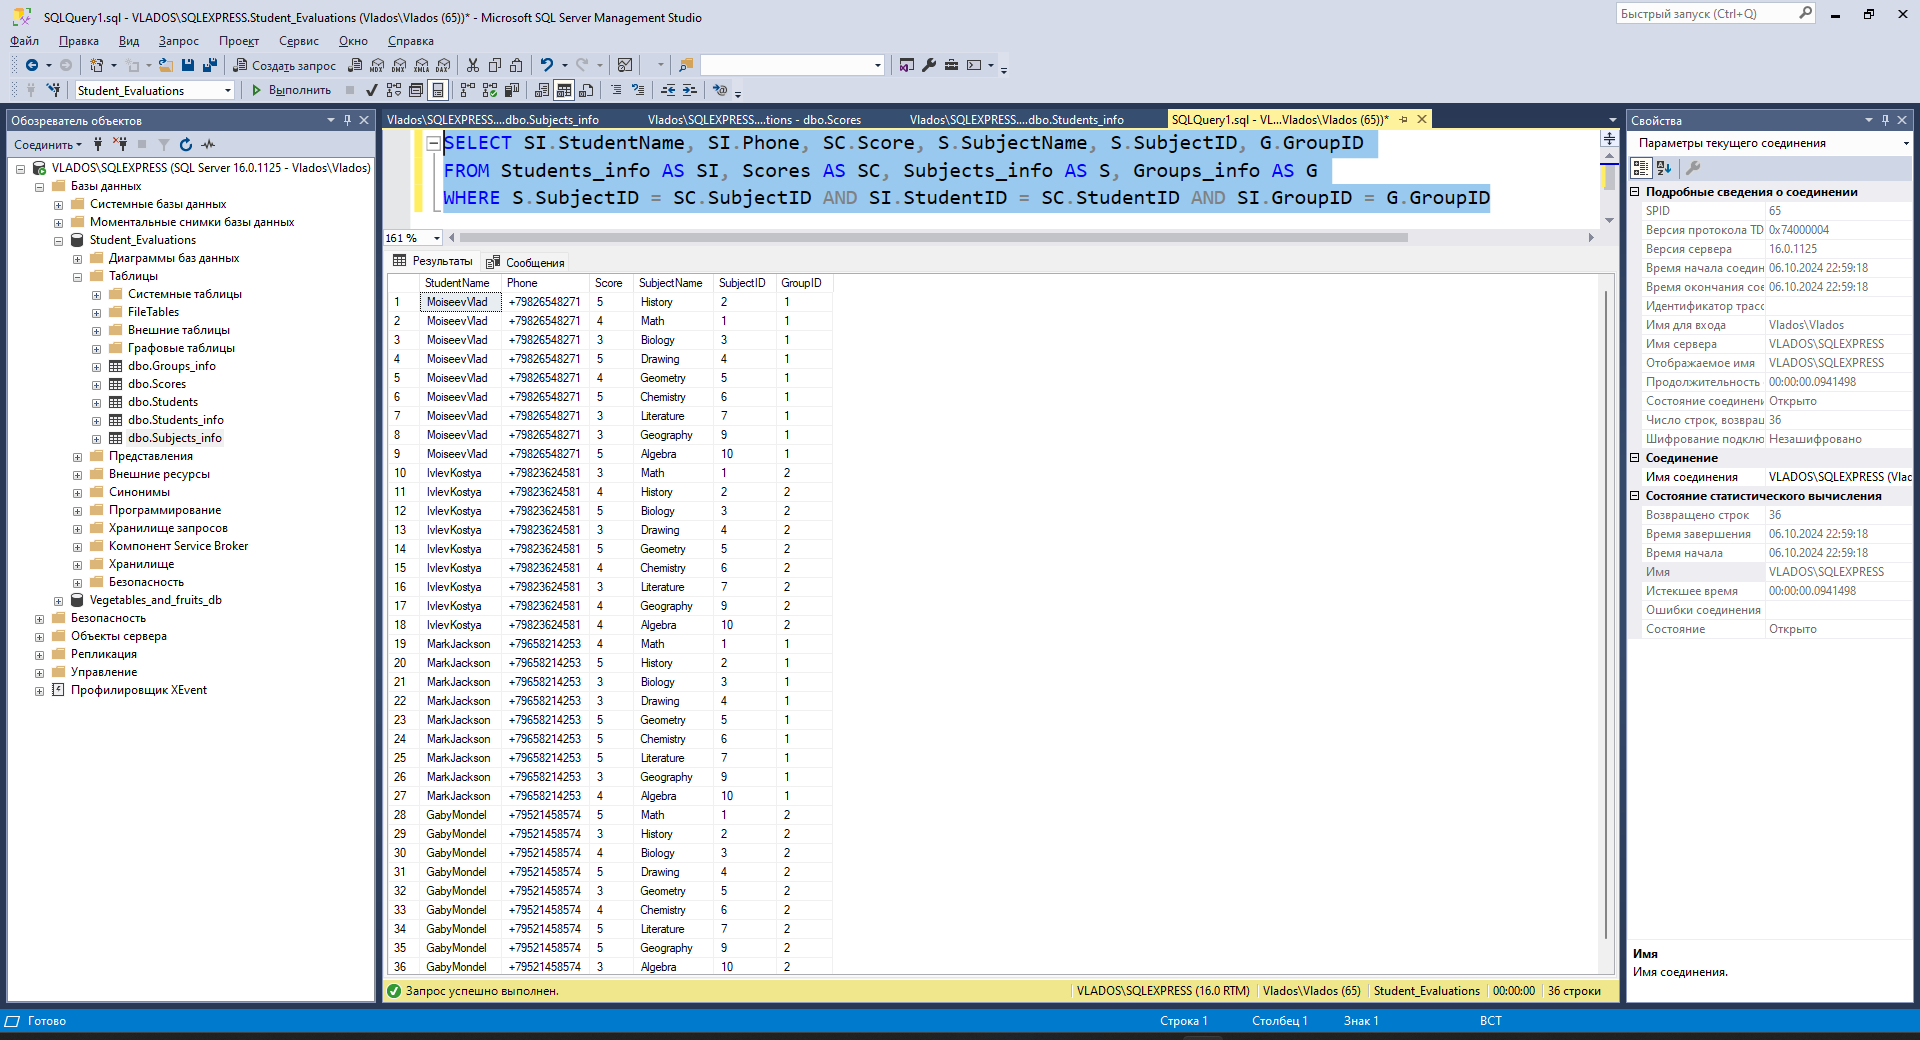 SQLQuery1.sql - VLADOS\SQLEXPRESS.Student_Evaluations (Vlados\Vlados (65))* - Microsoft SQL Server Management Studio
Быстрый запуск (Ctrl+Q)
Файл Правка Вид Запрос Проект Сервис Окно Справка
Создать запрос MDX DMX XMLA DAX
Student_Evaluations Выполнить
Обозреватель объектов
Соединить
VLADOS\SQLEXPRESS (SQL Server 16.0.1125 - Vlados\Vlados)
Базы данных
Системные базы данных
Моментальные снимки базы данных
Student_Evaluations
Диаграммы баз данных
Таблицы
Системные таблицы
FileTables
Внешние таблицы
Графовые таблицы
dbo.Groups_info
dbo.Scores
dbo.Students
dbo.Students_info
dbo.Subjects_info
Представления
Внешние ресурсы
Синонимы
Программирование
Хранилище запросов
Компонент Service Broker
Хранилище
Безопасность
Vegetables_and_fruits_db
Безопасность
Объекты сервера
Репликация
Управление
Профилировщик XEvent
Vlados\SQLEXPRESS....dbo.Subjects_info Vlados\SQLEXPRESS....tions - dbo.Scores Vlados\SQLEXPRESS....dbo.Students_info SQLQuery1.sql - VL...Vlados\Vlados (65))*
SELECT SI.StudentName, SI.Phone, SC.Score, S.SubjectName, S.SubjectID, G.GroupID
FROM Students_info AS SI, Scores AS SC, Subjects_info AS S, Groups_info AS G
WHERE S.SubjectID = SC.SubjectID AND SI.StudentID = SC.StudentID AND SI.GroupID = G.GroupID
161 %
Результаты Сообщения
StudentName Phone Score SubjectName SubjectID GroupID
1 MoiseevVlad +79826548271 5 History 2 1
2 MoiseevVlad +79826548271 4 Math 1 1
3 MoiseevVlad +79826548271 3 Biology 3 1
4 MoiseevVlad +79826548271 5 Drawing 4 1
5 MoiseevVlad +79826548271 4 Geometry 5 1
6 MoiseevVlad +79826548271 5 Chemistry 6 1
7 MoiseevVlad +79826548271 3 Literature 7 1
8 MoiseevVlad +79826548271 3 Geography 9 1
9 MoiseevVlad +79826548271 5 Algebra 10 1
10 IvlevKostya +79823624581 3 Math 1 2
11 IvlevKostya +79823624581 4 History 2 2
12 IvlevKostya +79823624581 5 Biology 3 2
13 IvlevKostya +79823624581 3 Drawing 4 2
14 IvlevKostya +79823624581 5 Geometry 5 2
15 IvlevKostya +79823624581 4 Chemistry 6 2
16 IvlevKostya +79823624581 3 Literature 7 2
17 IvlevKostya +79823624581 4 Geography 9 2
18 IvlevKostya +79823624581 4 Algebra 10 2
19 MarkJackson +79658214253 4 Math 1 1
20 MarkJackson +79658214253 5 History 2 1
21 MarkJackson +79658214253 3 Biology 3 1
22 MarkJackson +79658214253 3 Drawing 4 1
23 MarkJackson +79658214253 5 Geometry 5 1
24 MarkJackson +79658214253 5 Chemistry 6 1
25 MarkJackson +79658214253 5 Literature 7 1
26 MarkJackson +79658214253 3 Geography 9 1
27 MarkJackson +79658214253 4 Algebra 10 1
28 GabyMondel +79521458574 5 Math 1 2
29 GabyMondel +79521458574 3 History 2 2
30 GabyMondel +79521458574 4 Biology 3 2
31 GabyMondel +79521458574 5 Drawing 4 2
32 GabyMondel +79521458574 3 Geometry 5 2
33 GabyMondel +79521458574 4 Chemistry 6 2
34 GabyMondel +79521458574 5 Literature 7 2
35 GabyMondel +79521458574 5 Geography 9 2
36 GabyMondel +79521458574 3 Algebra 10 2
Запрос успешно выполнен. VLADOS\SQLEXPRESS (16.0 RTM) Vlados\Vlados (65) Student_Evaluations 00:00:00 36 строки
Свойства
Параметры текущего соединения
Подробные сведения о соединении
SPID 65
Версия протокола TD 0x74000004
Версия сервера 16.0.1125
Время начала соедин 06.10.2024 22:59:18
Время окончания сое 06.10.2024 22:59:18
Идентификатор трасс
Имя для входа Vlados\Vlados
Имя сервера VLADOS\SQLEXPRESS
Отображаемое имя VLADOS\SQLEXPRESS
Продолжительность 00:00:00.0941498
Состояние соединени Открыто
Число строк, возвращ 36
Шифрование подклю Незашифровано
Соединение
Имя соединения VLADOS\SQLEXPRESS (Vlac
Состояние статистического вычисления
Возвращено строк 36
Время завершения 06.10.2024 22:59:18
Время начала 06.10.2024 22:59:18
Имя VLADOS\SQLEXPRESS
Истекшее время 00:00:00.0941498
Ошибки соединения
Состояние Открыто
Имя
Имя соединения.
Готово Строка 1 Столбец 1 Знак 1 ВСТ